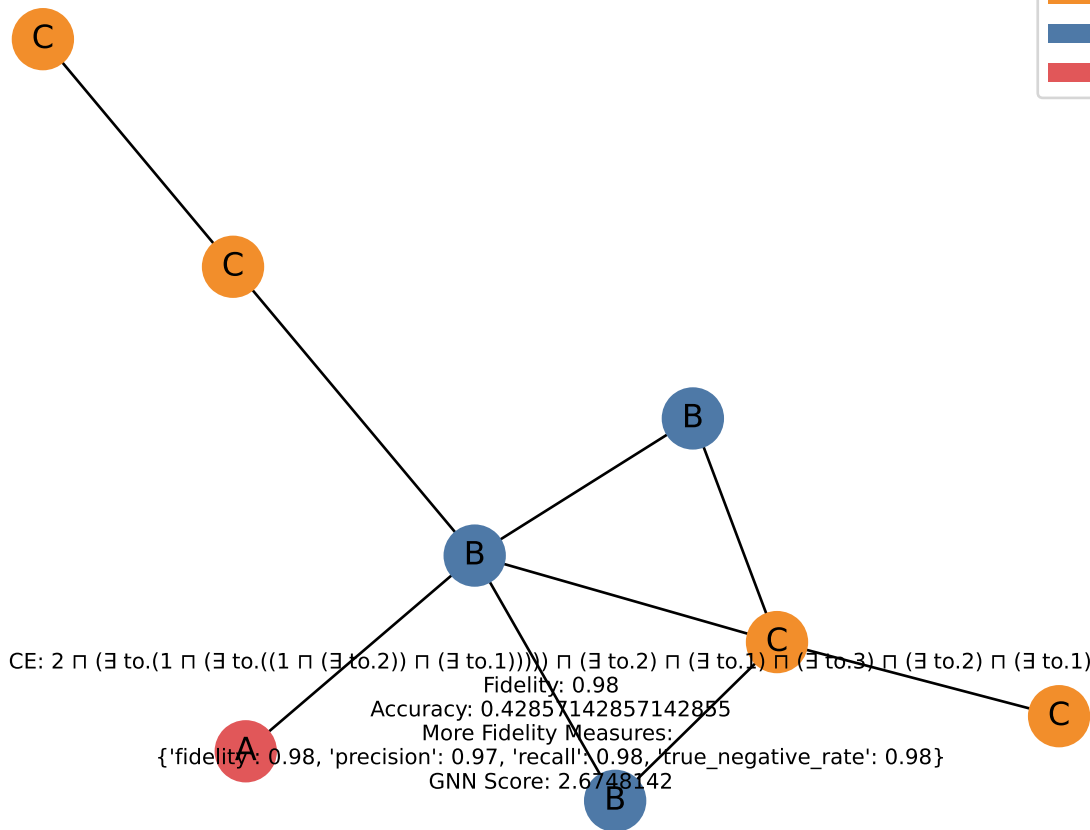 C
C
B
B
C
CE: 2 ⊓ (∃ to.(1 ⊓ (∃ to.((1 ⊓ (∃ to.2)) ⊓ (∃ to.1))))) ⊓ (∃ to.2) ⊓ (∃ to.1) ⊓ (∃ to.3) ⊓ (∃ to.2) ⊓ (∃ to.1)
Fidelity: 0.98
Accuracy: 0.42857142857142855
C
More Fidelity Measures:
A
{'fidelity': 0.98, 'precision': 0.97, 'recall': 0.98, 'true_negative_rate': 0.98}
GNN Score: 2.6748142
B